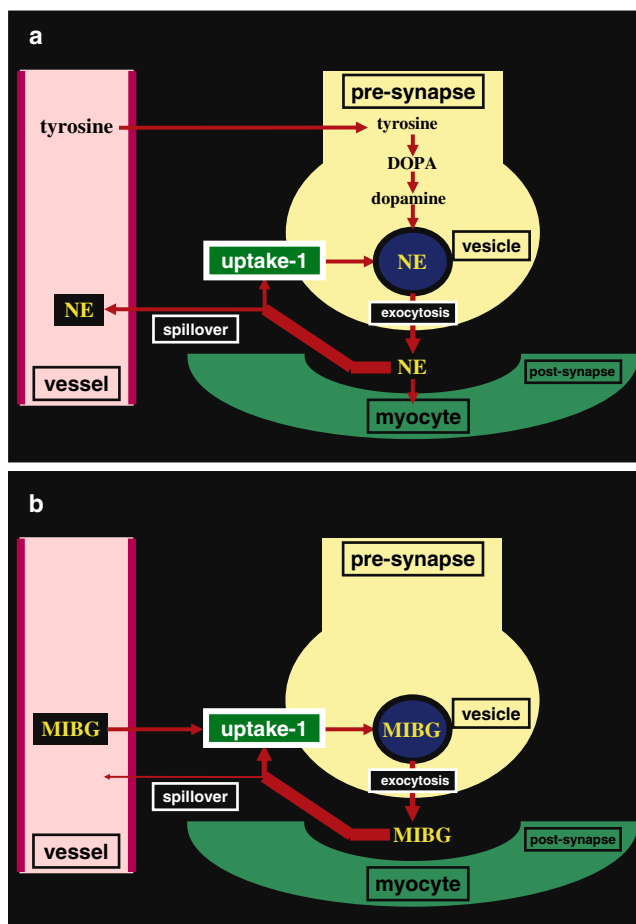 a
pre-synapse
tyrosine
tyrosine
DOPA
dopamine
vesicle
uptake-1
NE
NE
exocytosis
spillover
NE
post-synapse
vessel
myocyte
b
pre-synapse
MIBG
uptake-1
MIBG
vesicle
exocytosis
spillover
MIBG
post-synapse
vessel
myocyte